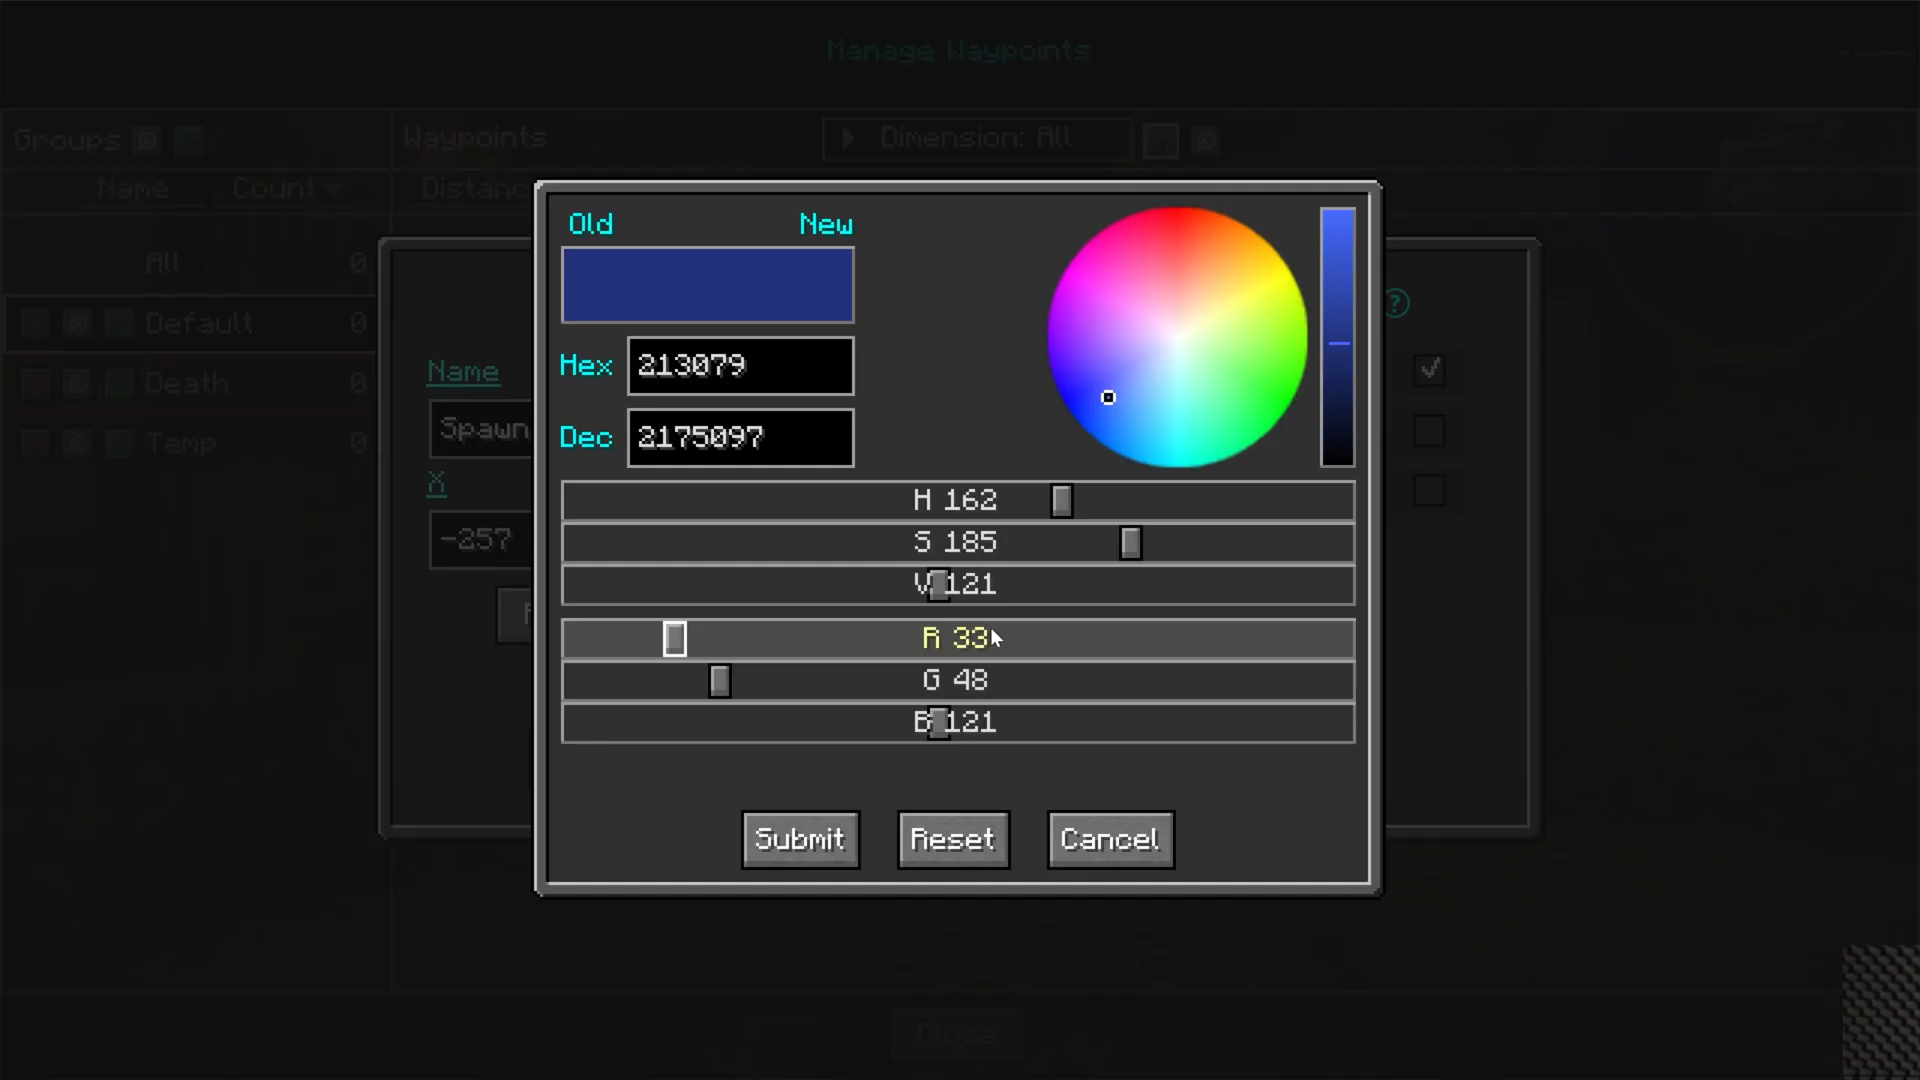 Manage Waypoints
Groups
Waypoints
Dimension: All
Name
Count
Distanc
All 0
Default 0
Death 0
Temp 0
Name
Spawn
X
-257
?
Old
New
Hex
213079
Dec
2175097
H 162
S 185
V 121
R 33
G 48
B 121
Submit
Reset
Cancel
Close